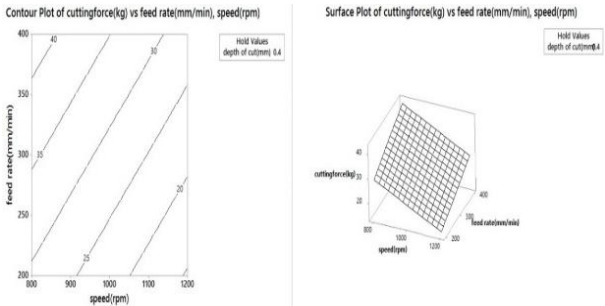 Contour Plot of cuttingforce(kg) vs feed rate(mm/min), speed(rpm)
400
350
300
250
200
feed rate(mm/min)
40
35
30
25
20
800
900
1000
1100
1200
speed(rpm)
Hold Values
depth of cut(mm) 0.4
Surface Plot of cuttingforce(kg) vs feed rate(mm/min), speed(rpm)
Hold Values
depth of cut(mm) 0.4
40
30
20
cuttingforce(kg)
800
1000
1200
speed(rpm)
200
300
400
feed rate(mm/min)